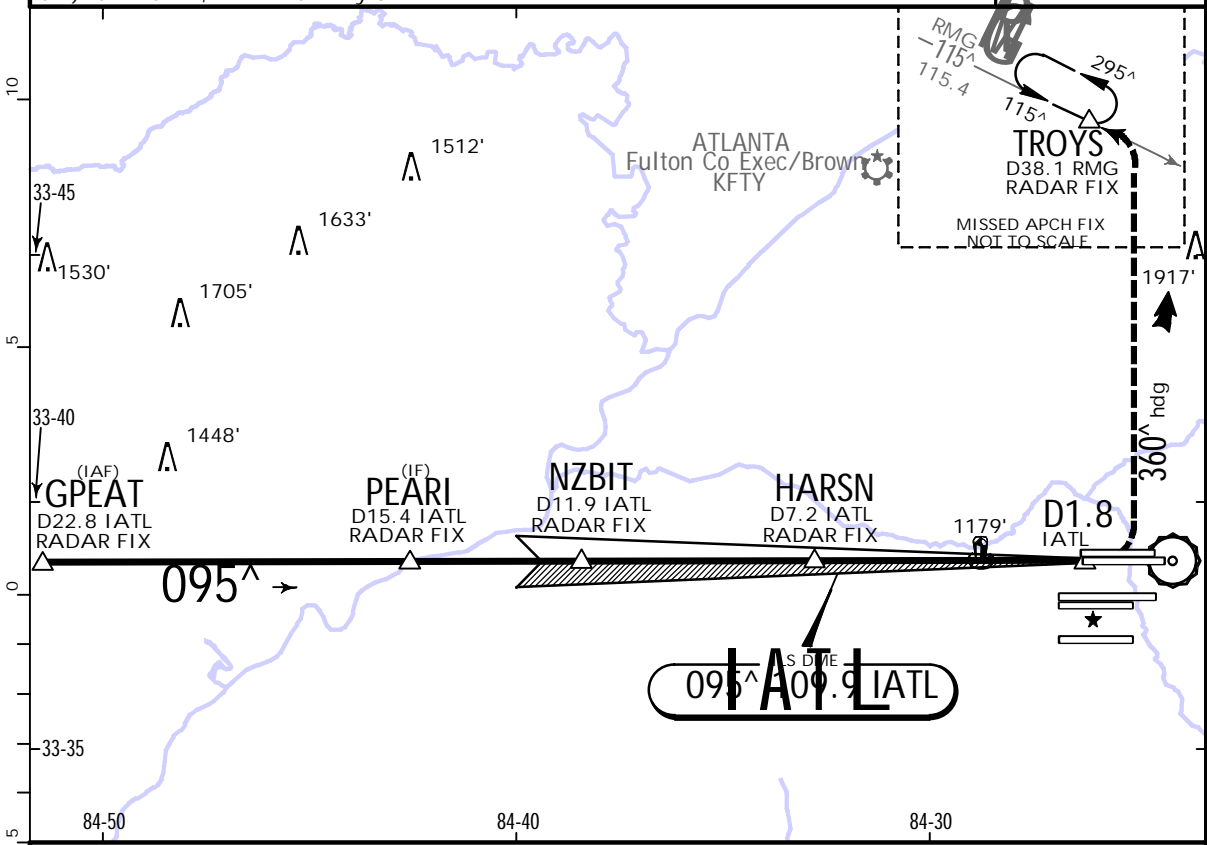 10
RMG
115^
115.4
295^
115^
TROYS
D38.1 RMG
RADAR FIX
MISSED APCH FIX
NOT TO SCALE
ATLANTA
Fulton Co Exec/Brown
KFTY
1512'
33-45
1633'
1530'
1705'
1917'
5
360^ hdg
33-40
1448'
(IAF)
GPEAT
D22.8 IATL
RADAR FIX
(IF)
PEARI
D15.4 IATL
RADAR FIX
NZBIT
D11.9 IATL
RADAR FIX
HARSN
D7.2 IATL
RADAR FIX
1179'
D1.8
IATL
0
095^
ILS DME
095^ 109.9 IATL
IATL
33-35
5
84-50
84-40
84-30